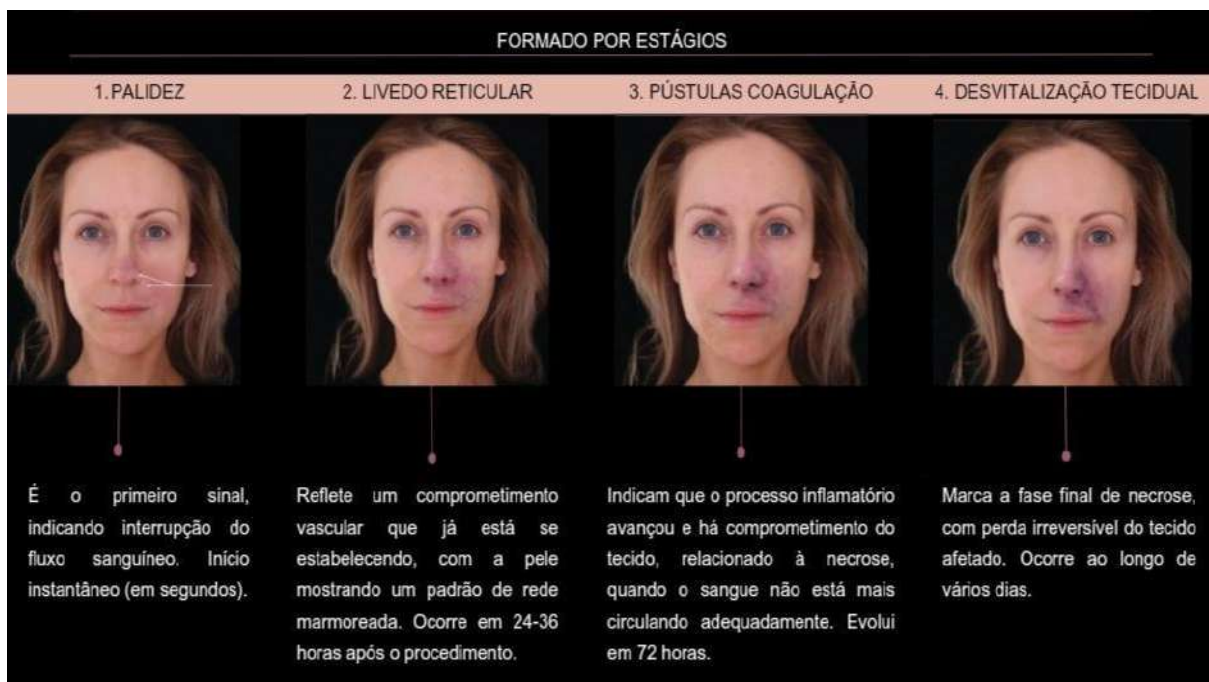 FORMADO POR ESTÁGIOS
1. PALIDEZ
2. LIVEDO RETICULAR
3. PÚSTULAS COAGULAÇÃO
4. DESVITALIZAÇÃO TECIDUAL
É o primeiro sinal,
indicando interrupção do
fluxo sanguíneo. Início
instantâneo (em segundos).
Reflete um comprometimento
vascular que já está se
estabelecendo, com a pele
mostrando um padrão de rede
marmoreada. Ocorre em 24-36
horas após o procedimento.
Indicam que o processo inflamatório
avançou e há comprometimento do
tecido, relacionado à necrose,
quando o sangue não está mais
circulando adequadamente. Evolui
em 72 horas.
Marca a fase final de necrose,
com perda irreversível do tecido
afetado. Ocorre ao longo de
vários dias.